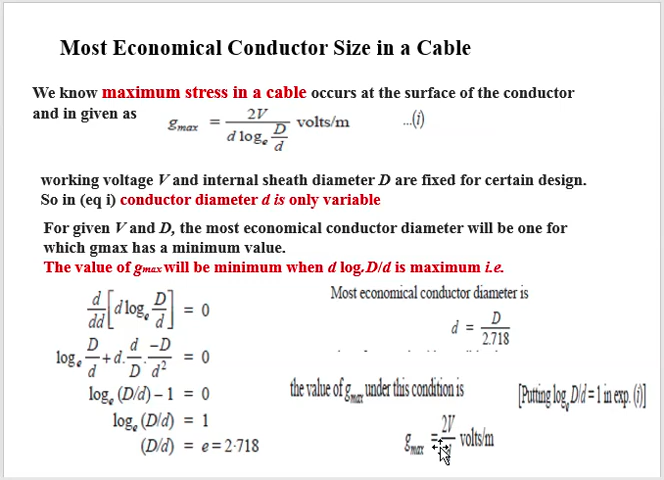 Most Economical Conductor Size in a Cable
We know maximum stress in a cable occurs at the surface of the conductor
and in given as g_max = 2V / (d log_e D/d) volts/m ...(i)
working voltage V and internal sheath diameter D are fixed for certain design.
So in (eq i) conductor diameter d is only variable
For given V and D, the most economical conductor diameter will be one for
which gmax has a minimum value.
The value of gmax will be minimum when d log_e D/d is maximum i.e.
d/dd [d log_e D/d] = 0
log_e D/d + d. d/D . -D/d² = 0
log_e (D/d) – 1 = 0
log_e (D/d) = 1
(D/d) = e = 2·718
Most economical conductor diameter is
d = D / 2.718
the value of g_max under this condition is
g_max = 2V volts/m
[Putting log_e D/d = 1 in exp. (i)]